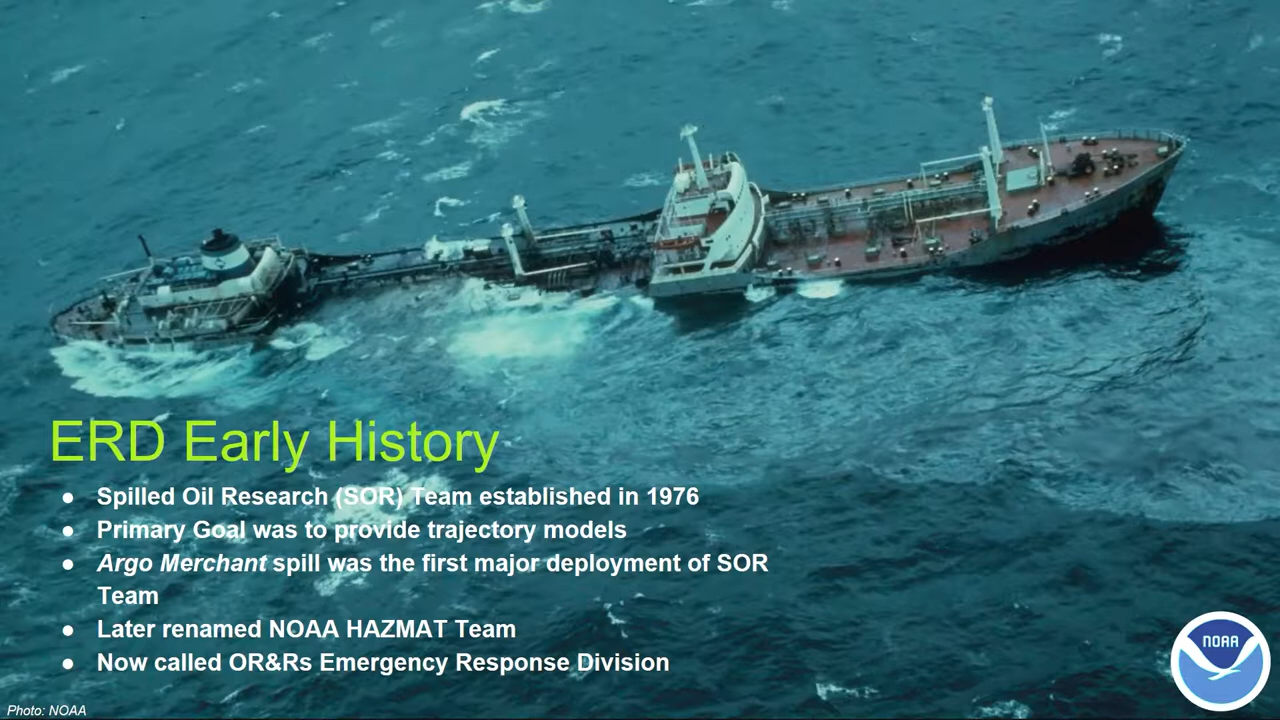 ERD Early History
● Spilled Oil Research (SOR) Team established in 1976
● Primary Goal was to provide trajectory models
● Argo Merchant spill was the first major deployment of SOR
Team
● Later renamed NOAA HAZMAT Team
● Now called OR&Rs Emergency Response Division
NOAA
Photo: NOAA